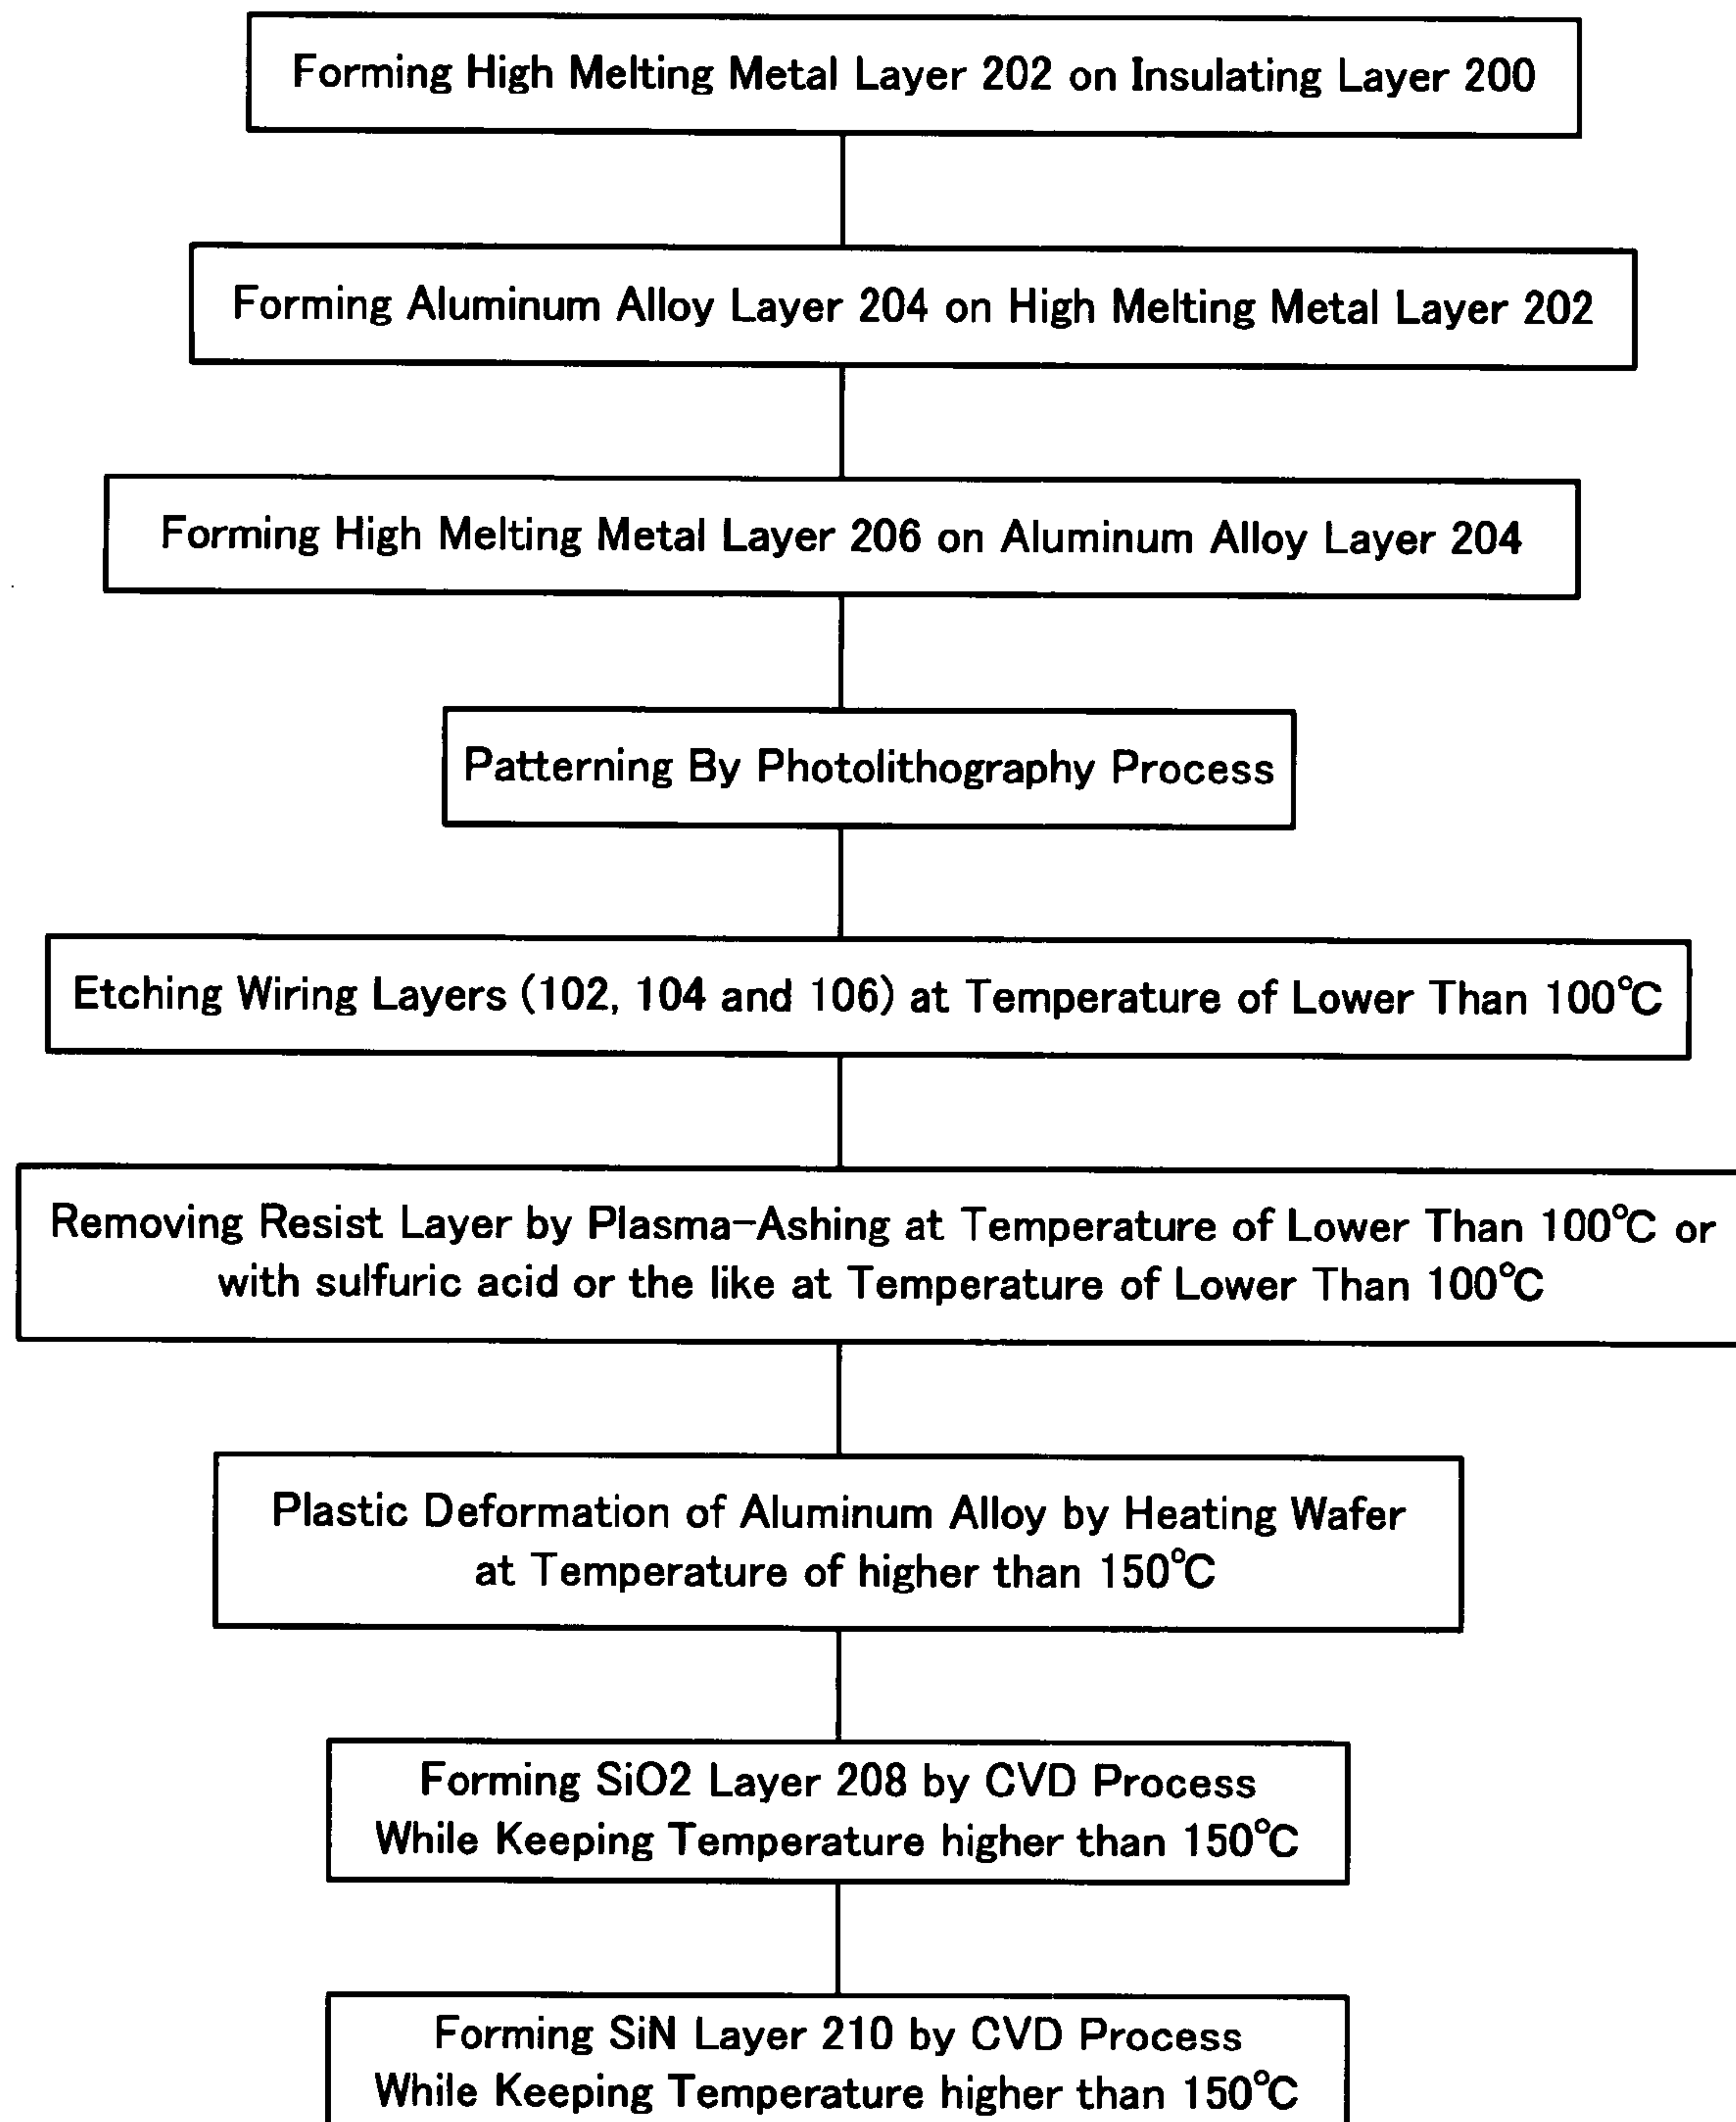 Forming High Melting Metal Layer 202 on Insulating Layer 200
Forming Aluminum Alloy Layer 204 on High Melting Metal Layer 202
Forming High Melting Metal Layer 206 on Aluminum Alloy Layer 204
Patterning By Photolithography Process
Etching Wiring Layers (102, 104 and 106) at Temperature of Lower Than 100℃
Removing Resist Layer by Plasma-Ashing at Temperature of Lower Than 100℃ or
with sulfuric acid or the like at Temperature of Lower Than 100℃
Plastic Deformation of Aluminum Alloy by Heating Wafer
at Temperature of higher than 150℃
Forming SiO2 Layer 208 by CVD Process
While Keeping Temperature higher than 150℃
Forming SiN Layer 210 by CVD Process
While Keeping Temperature higher than 150℃